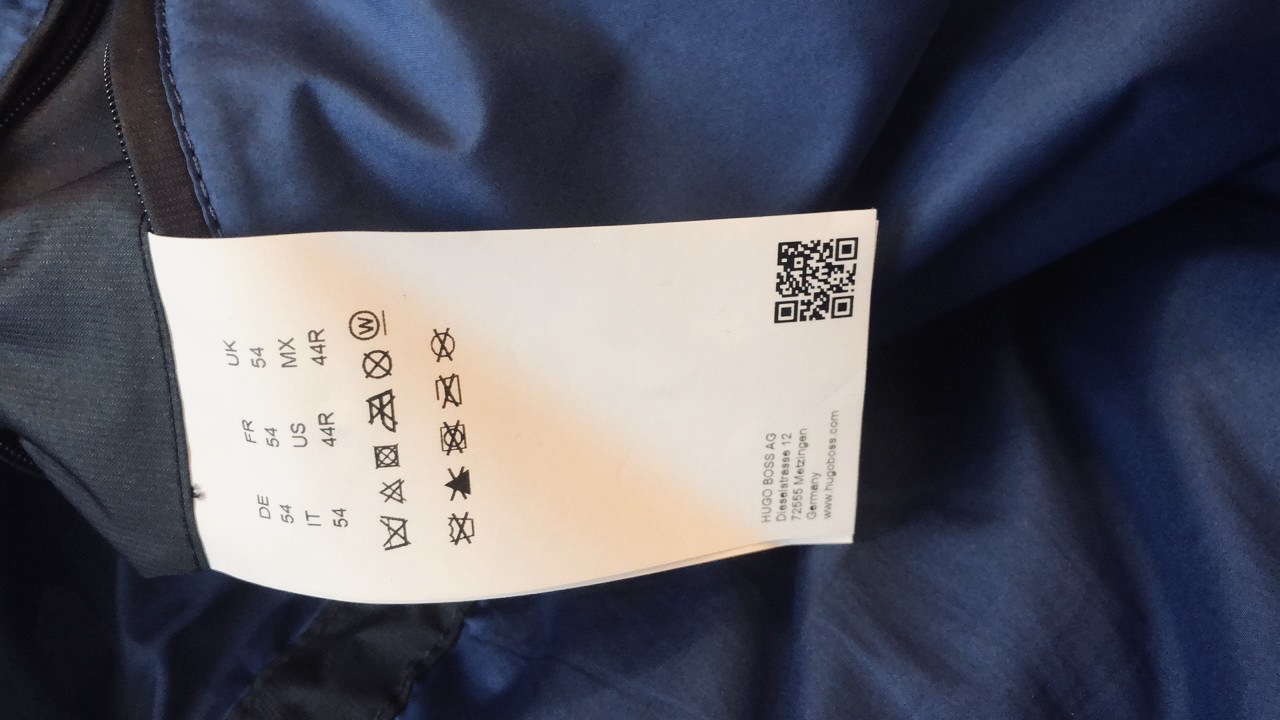 DE FR UK
54 54 54
IT US MX
54 44R 44R
W
HUGO BOSS AG
Dieselstrasse 12
72555 Metzingen
Germany
www.hugoboss.com